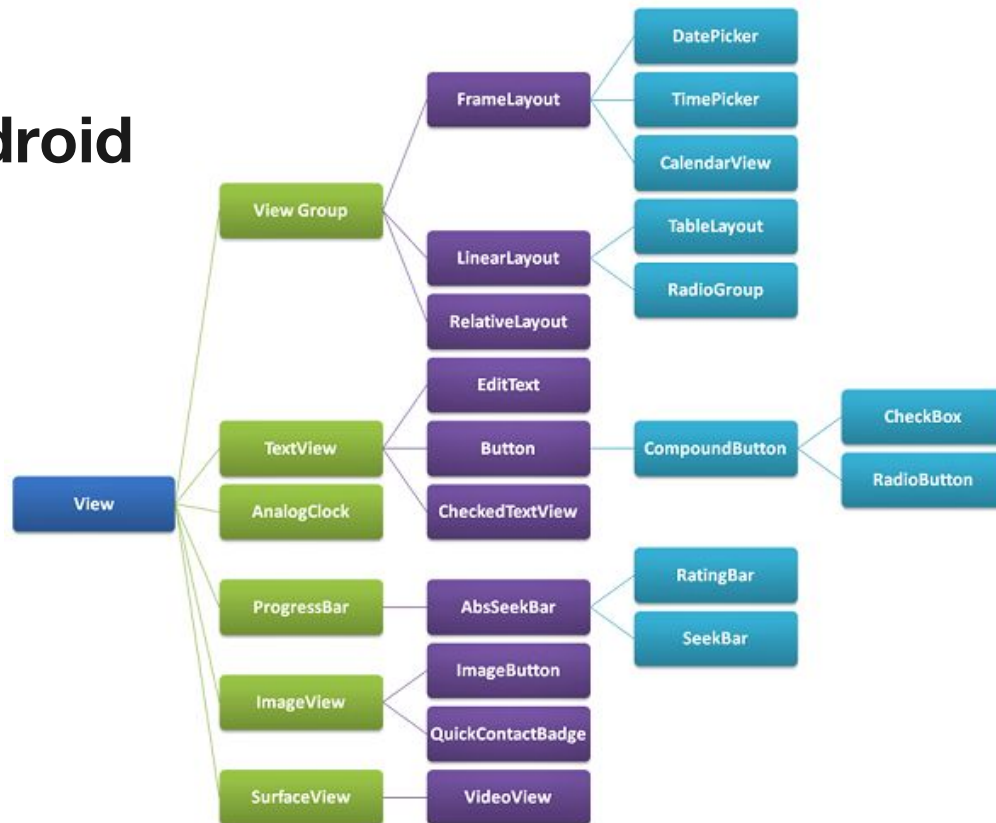 droid
DatePicker
FrameLayout
TimePicker
CalendarView
View Group
TableLayout
LinearLayout
RadioGroup
RelativeLayout
EditText
CheckBox
TextView
Button
CompoundButton
RadioButton
View
AnalogClock
CheckedTextView
RatingBar
ProgressBar
AbsSeekBar
SeekBar
ImageButton
ImageView
QuickContactBadge
SurfaceView
VideoView